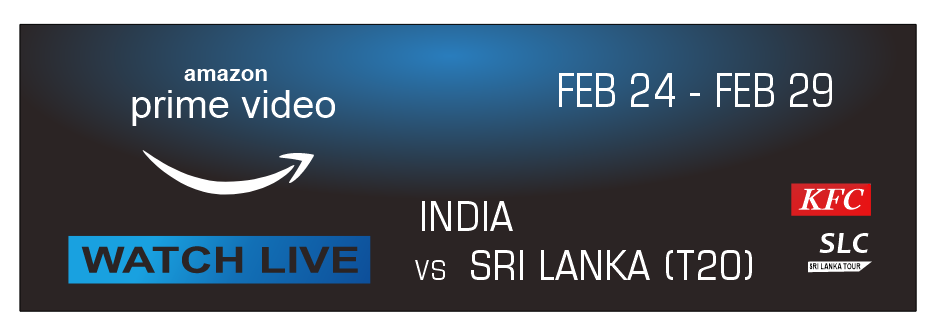 amazon
prime video
FEB 24 - FEB 29
INDIA
VS SRI LANKA (T20)
WATCH LIVE
KFC
SLC
SRI LANKA TOUR